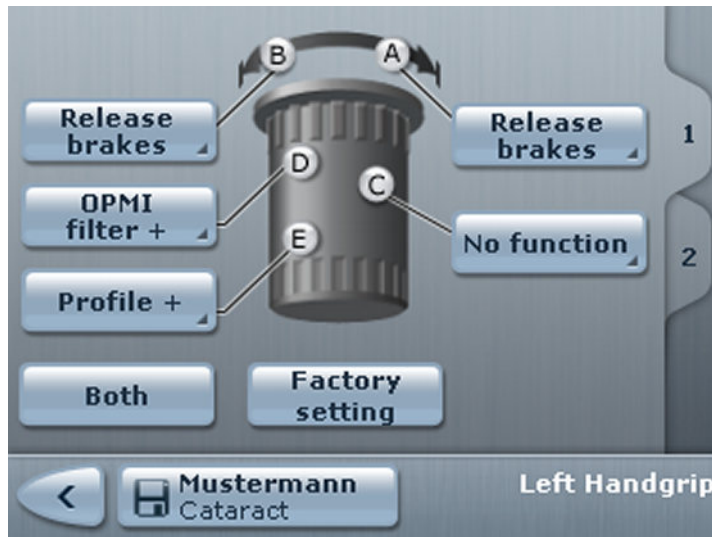 B
A
Release
brakes
Release
brakes
1
D
OPMI
filter +
C
No function
2
E
Profile +
Both
Factory
setting
<
Mustermann
Cataract
Left Handgrip